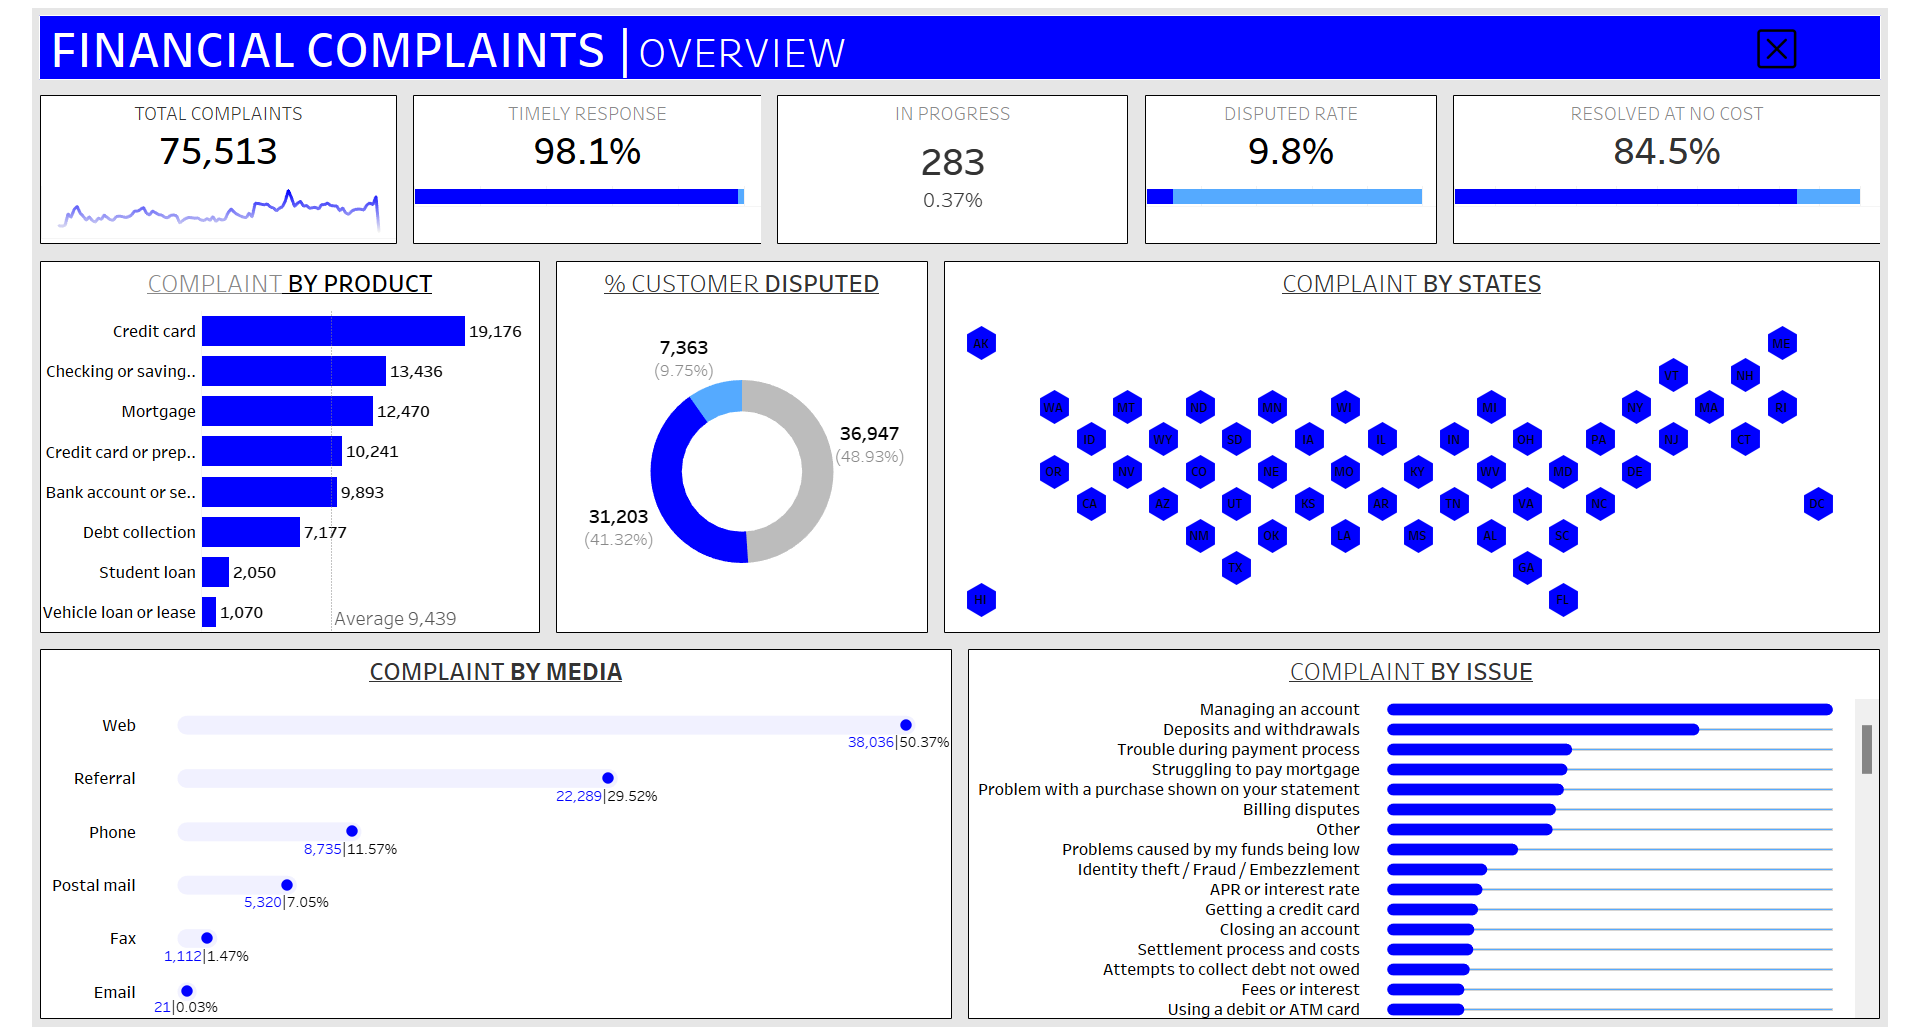 FINANCIAL COMPLAINTS | OVERVIEW
TOTAL COMPLAINTS
75,513
TIMELY RESPONSE
98.1%
IN PROGRESS
283
0.37%
DISPUTED RATE
9.8%
RESOLVED AT NO COST
84.5%
COMPLAINT BY PRODUCT
Credit card 19,176
Checking or saving.. 13,436
Mortgage 12,470
Credit card or prep.. 10,241
Bank account or se.. 9,893
Debt collection 7,177
Student loan 2,050
Vehicle loan or lease 1,070
Average 9,439
% CUSTOMER DISPUTED
7,363
(9.75%)
36,947
(48.93%)
31,203
(41.32%)
COMPLAINT BY STATES
AK ME
VT NH
WA MT ND MN WI MI NY MA RI
ID WY SD IA IL IN OH PA NJ CT
OR NV CO NE MO KY WV MD DE
CA AZ UT KS AR TN VA NC DC
NM OK LA MS AL SC
TX GA
HI FL
COMPLAINT BY MEDIA
Web
38,036|50.37%
Referral
22,289|29.52%
Phone
8,735|11.57%
Postal mail
5,320|7.05%
Fax
1,112|1.47%
Email
21|0.03%
COMPLAINT BY ISSUE
Managing an account
Deposits and withdrawals
Trouble during payment process
Struggling to pay mortgage
Problem with a purchase shown on your statement
Billing disputes
Other
Problems caused by my funds being low
Identity theft / Fraud / Embezzlement
APR or interest rate
Getting a credit card
Closing an account
Settlement process and costs
Attempts to collect debt not owed
Fees or interest
Using a debit or ATM card